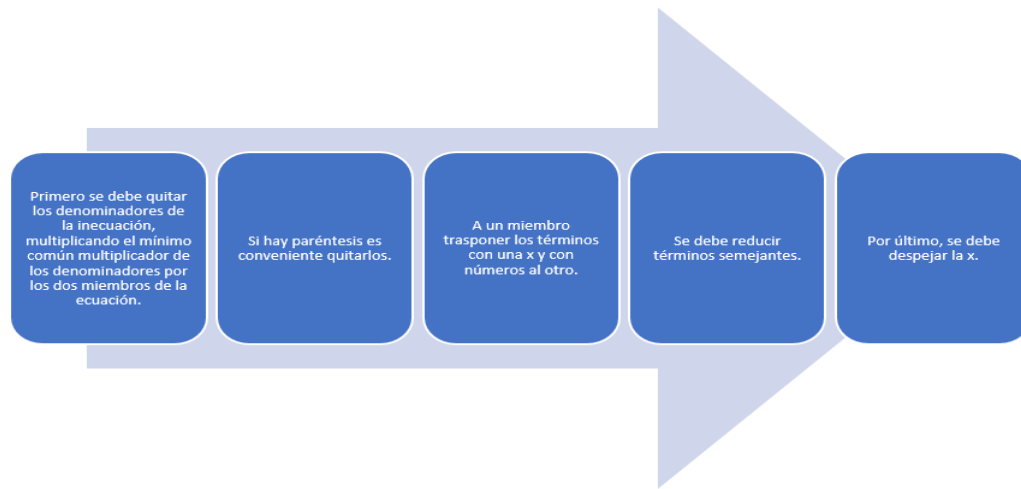 Primero se debe quitar
los denominadores de
la inecuación,
multiplicando el mínimo
común multiplicador de
los denominadores por
los dos miembros de la
ecuación.
Si hay paréntesis es
conveniente quitarlos.
A un miembro
trasponer los términos
con una x y con
números al otro.
Se debe reducir
términos semejantes.
Por último, se debe
despejar la x.